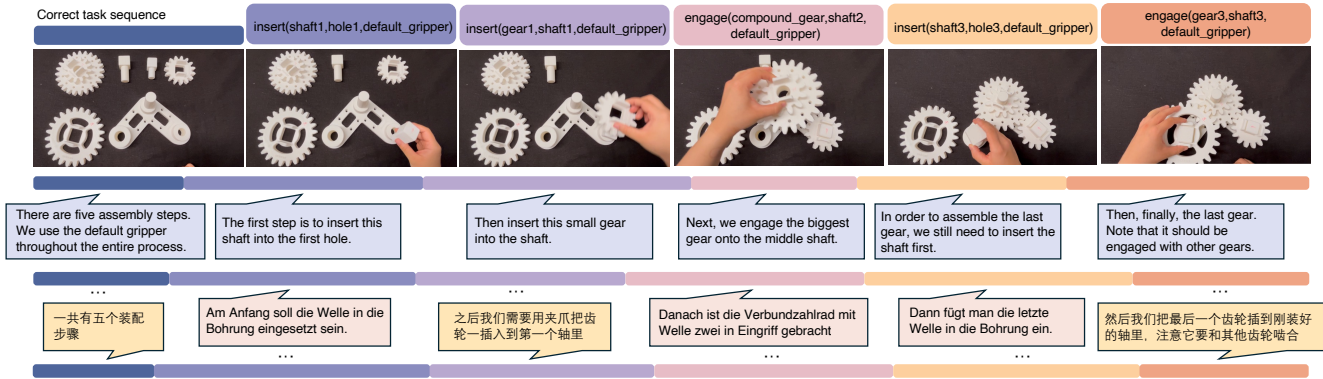 Correct task sequence
insert(shaft1,hole1,default_gripper)
insert(gear1,shaft1,default_gripper)
engage(compound_gear,shaft2,
default_gripper)
insert(shaft3,hole3,default_gripper)
engage(gear3,shaft3,
default_gripper)
There are five assembly steps.
We use the default gripper
throughout the entire process.
The first step is to insert this
shaft into the first hole.
Then insert this small gear
into the shaft.
Next, we engage the biggest
gear onto the middle shaft.
In order to assemble the last
gear, we still need to insert the
shaft first.
Then, finally, the last gear.
Note that it should be
engaged with other gears.
...
一共有五个装配
步骤
Am Anfang soll die Welle in die
Bohrung eingesetzt sein.
...
...
之后我们需要用夹爪把齿
轮一插入到第一个轴里
Danach ist die Verbundzahlrad mit
Welle zwei in Eingriff gebracht
...
Dann fügt man die letzte
Welle in die Bohrung ein.
...
...
然后我们把最后一个齿轮插到刚装好
的轴里，注意它要和其他齿轮啮合